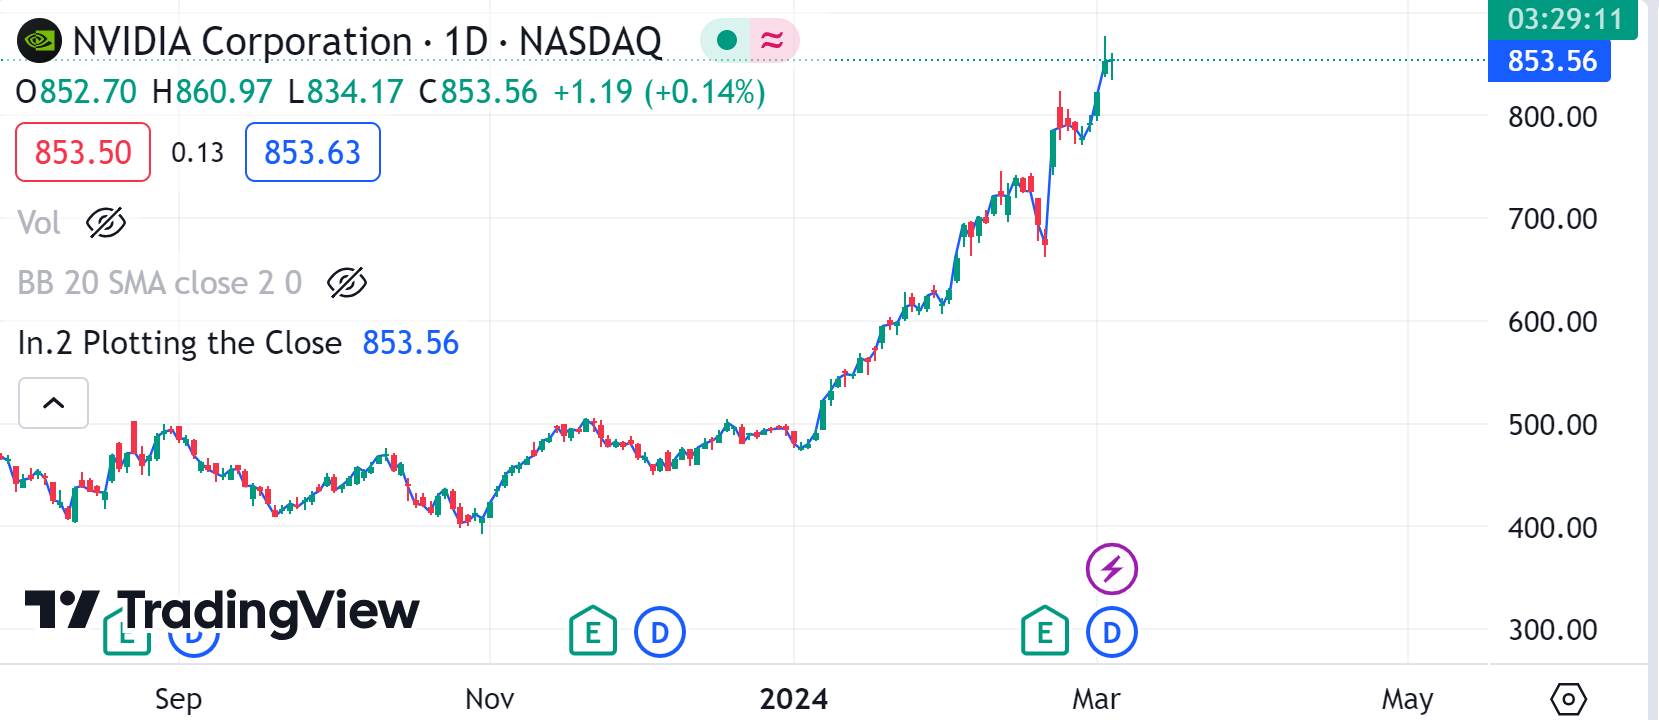 NVIDIA Corporation · 1D · NASDAQ
03:29:11
853.56
O852.70 H860.97 L834.17 C853.56 +1.19 (+0.14%)
853.50 0.13 853.63
Vol
BB 20 SMA close 2 0
In.2 Plotting the Close 853.56
800.00
700.00
600.00
500.00
400.00
300.00
TradingView
E D E D E D
Sep Nov 2024 Mar May